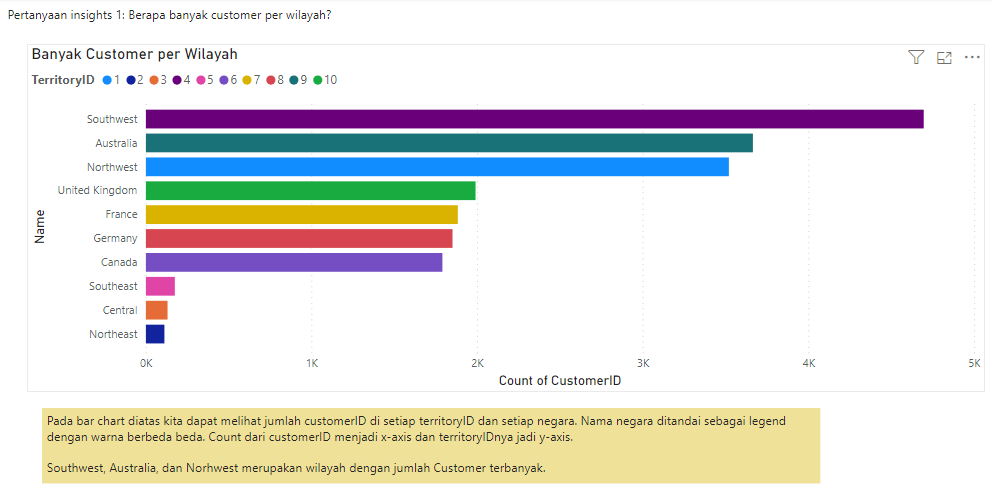 Pertanyaan insights 1: Berapa banyak customer per wilayah?
Banyak Customer per Wilayah
TerritoryID 1 2 3 4 5 6 7 8 9 10
Southwest
Australia
Northwest
United Kingdom
France
Germany
Canada
Southeast
Central
Northeast
Name
0K 1K 2K 3K 4K 5K
Count of CustomerID
Pada bar chart diatas kita dapat melihat jumlah customerID di setiap territoryID dan setiap negara. Nama negara ditandai sebagai legend
dengan warna berbeda beda. Count dari customerID menjadi x-axis dan territoryIDnya jadi y-axis.
Southwest, Australia, dan Norhwest merupakan wilayah dengan jumlah Customer terbanyak.